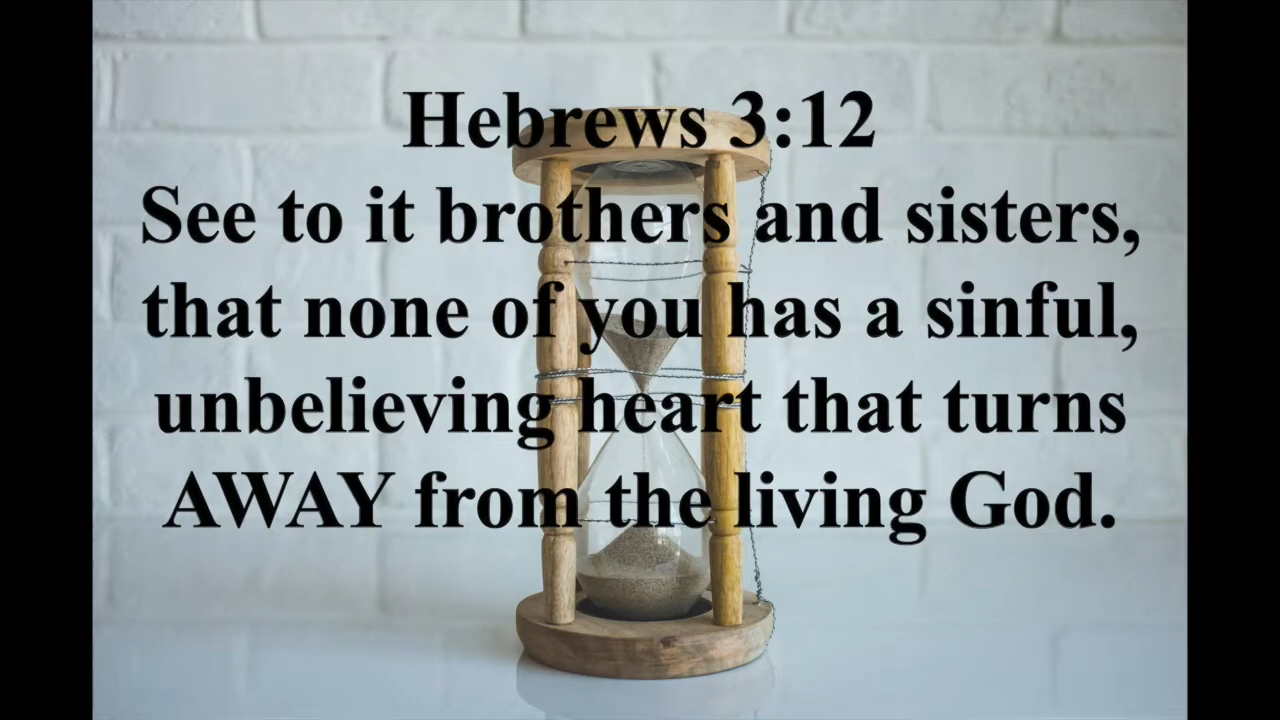 Hebrews 3:12
See to it brothers and sisters,
that none of you has a sinful,
unbelieving heart that turns
AWAY from the living God.